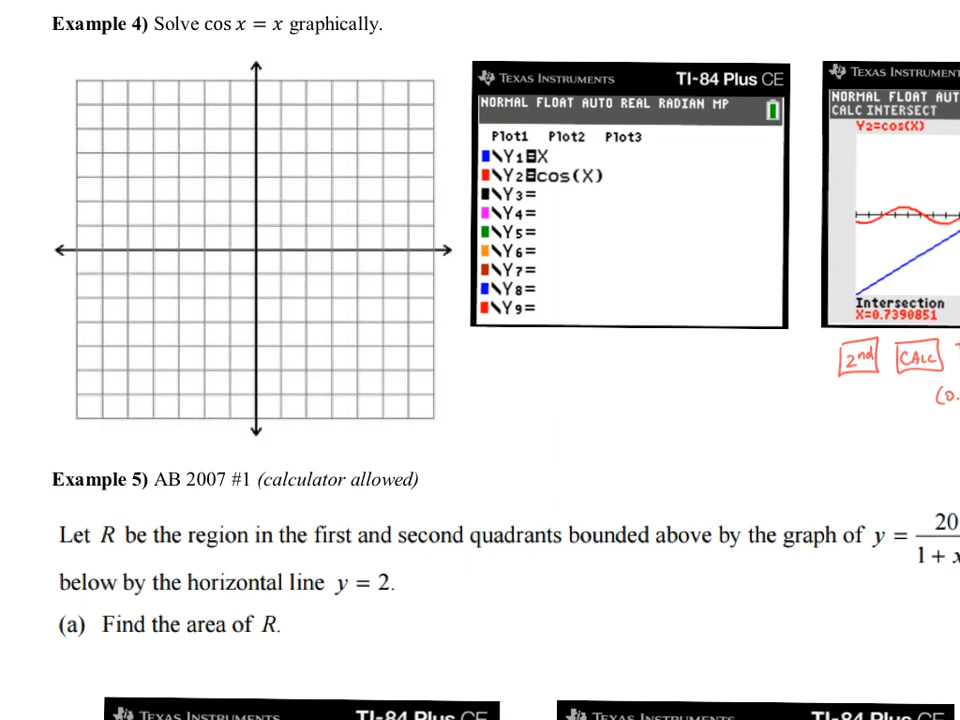 Example 4) Solve cos x = x graphically.
TEXAS INSTRUMENTS TI-84 Plus CE
NORMAL FLOAT AUTO REAL RADIAN MP
Plot1 Plot2 Plot3
\Y1=X
\Y2=cos(X)
\Y3=
\Y4=
\Y5=
\Y6=
\Y7=
\Y8=
\Y9=
TEXAS INSTRUMENT
NORMAL FLOAT AUT
CALC INTERSECT
Y2=cos(X)
Intersection
X=0.7390851
2nd CALC
(0.
Example 5) AB 2007 #1 (calculator allowed)
Let R be the region in the first and second quadrants bounded above by the graph of y = 20/1 + x
below by the horizontal line y = 2.
(a) Find the area of R.
TEXAS INSTRUMENTS TI-84 Plus CE
TEXAS INSTRUMENTS TI-84 Plus CE